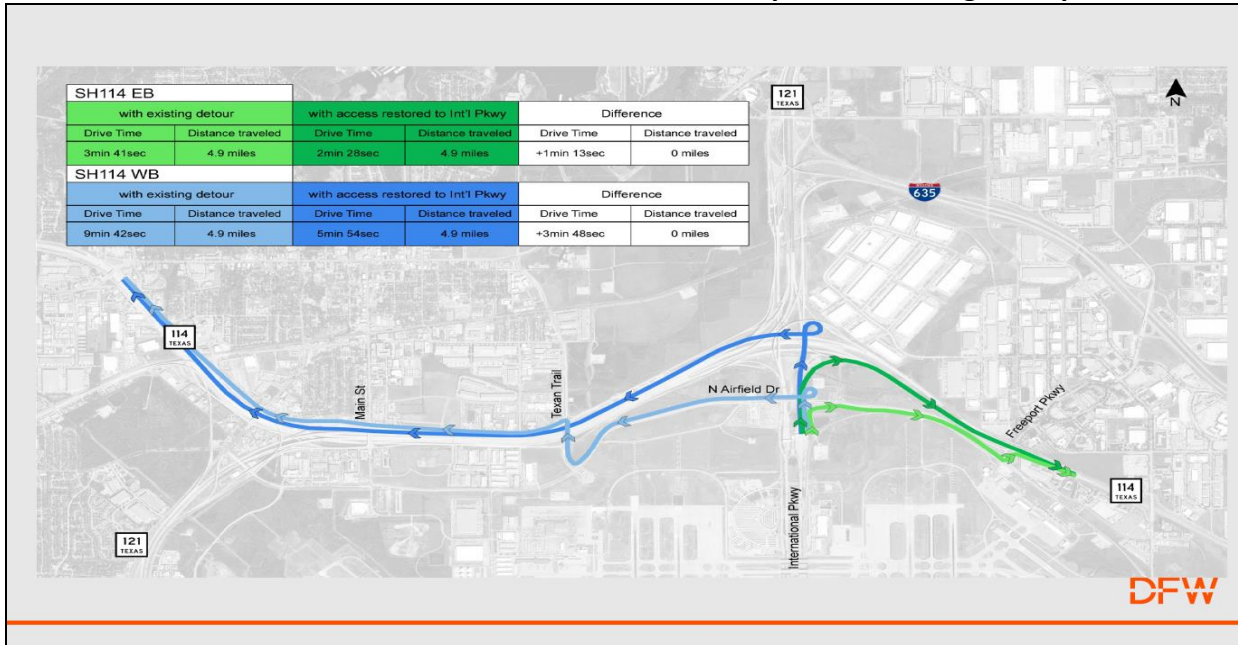 SH114 EB
with existing detour with access restored to Int'l Pkwy Difference
Drive Time Distance traveled Drive Time Distance traveled Drive Time Distance traveled
3min 41sec 4.9 miles 2min 28sec 4.9 miles +1min 13sec 0 miles
SH114 WB
with existing detour with access restored to Int'l Pkwy Difference
Drive Time Distance traveled Drive Time Distance traveled Drive Time Distance traveled
9min 42sec 4.9 miles 5min 54sec 4.9 miles +3min 48sec 0 miles
121
TEXAS
N
635
114
TEXAS
Main St
Texan Trail
N Airfield Dr
Freeport Pkwy
114
TEXAS
121
TEXAS
International Pkwy
DFW